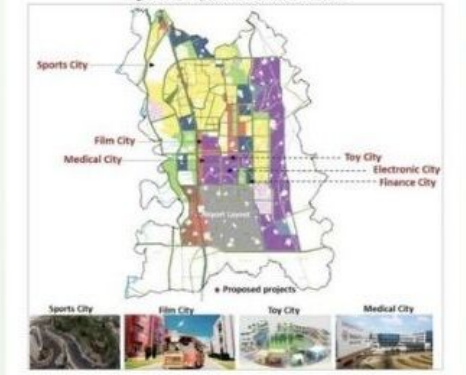 Sports City
Film City
Medical City
Toy City
Electronic City
Finance City
Airport Layout
Proposed projects
Sports City
Film City
Toy City
Medical City